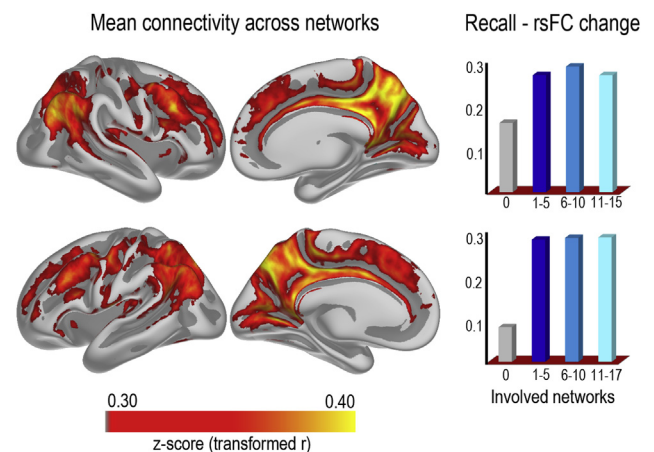 Mean connectivity across networks
Recall - rsFC change
0.3
0.2
0.1
0 1-5 6-10 11-15
0.3
0.2
0.1
0 1-5 6-10 11-17
Involved networks
0.30 0.40
z-score (transformed r)